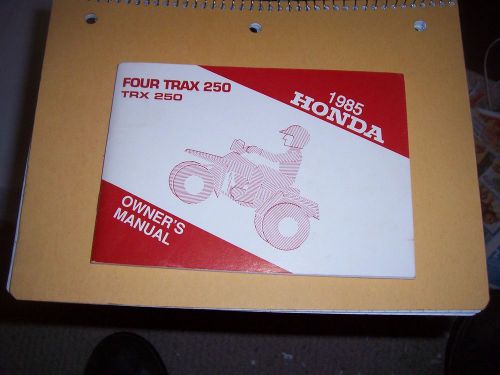 FOUR TRAX 250
TRX 250
1985
HONDA
OWNER'S
MANUAL